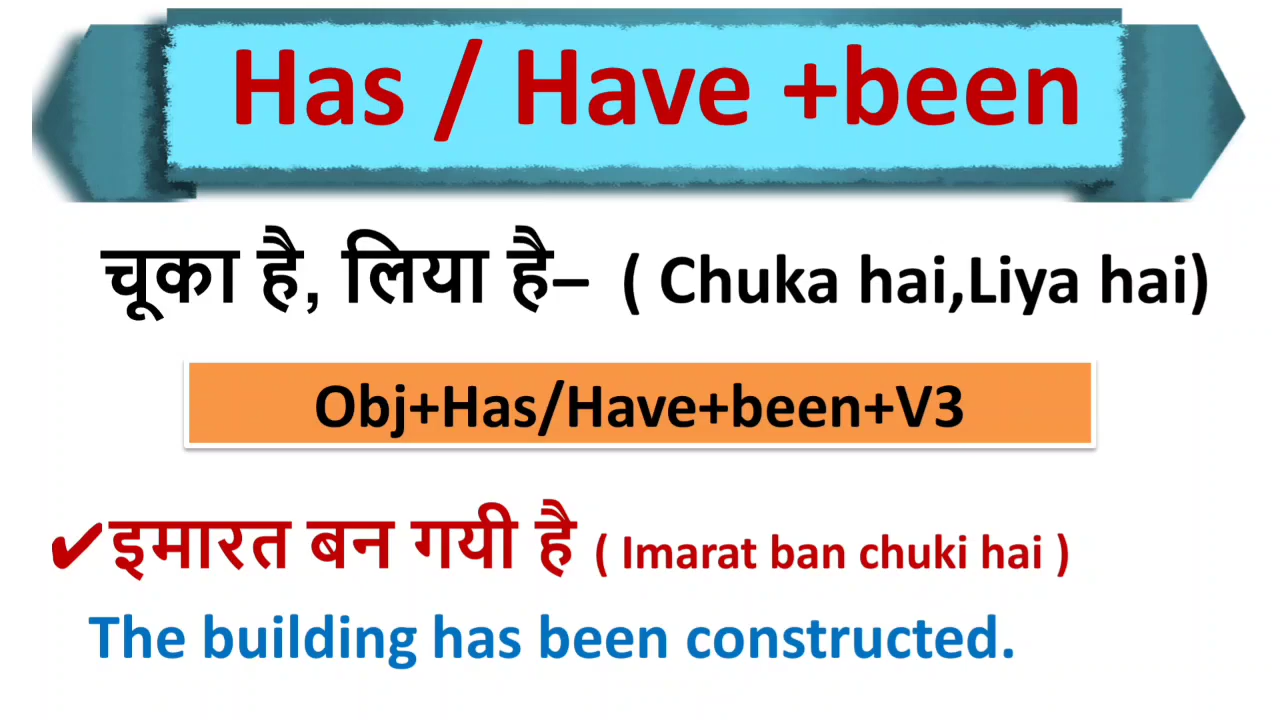 Has / Have +been
चूका है, लिया है– ( Chuka hai,Liya hai)
Obj+Has/Have+been+V3
✔इमारत बन गयी है ( Imarat ban chuki hai )
The building has been constructed.